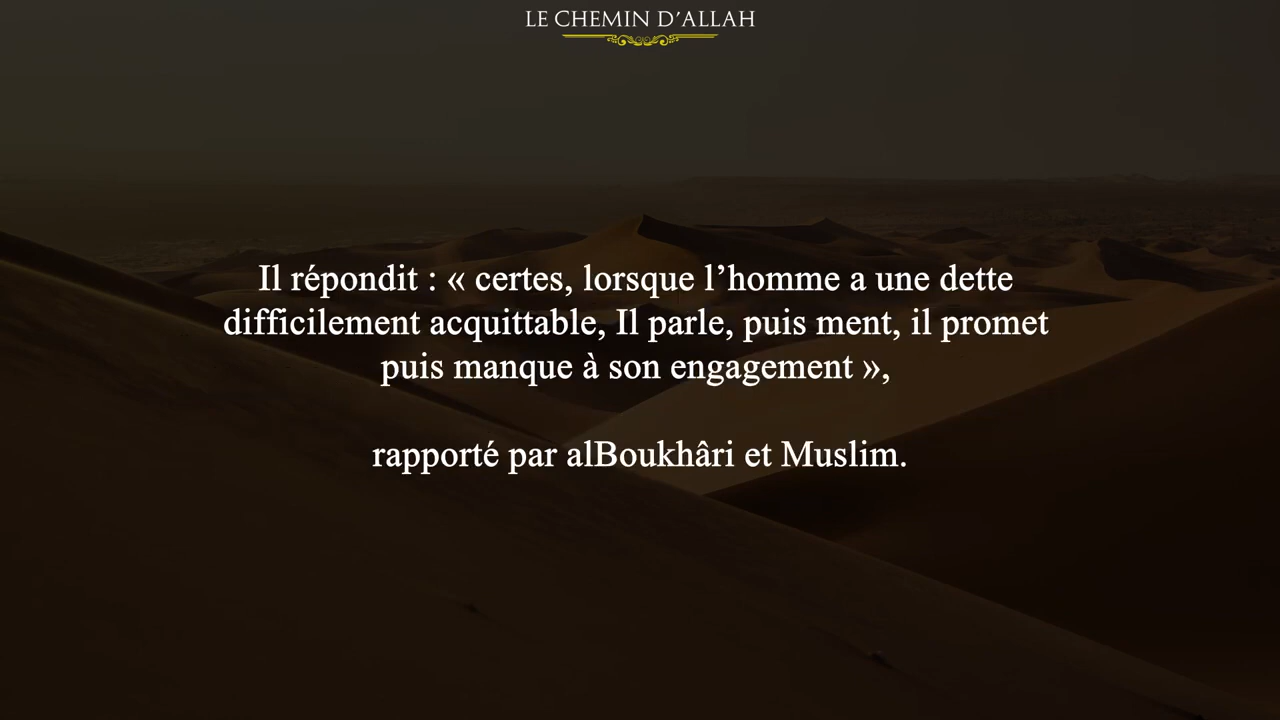 LE CHEMIN D’ALLAH
Il répondit : « certes, lorsque l’homme a une dette
difficilement acquittable, Il parle, puis ment, il promet
puis manque à son engagement »,
rapporté par alBoukhâri et Muslim.